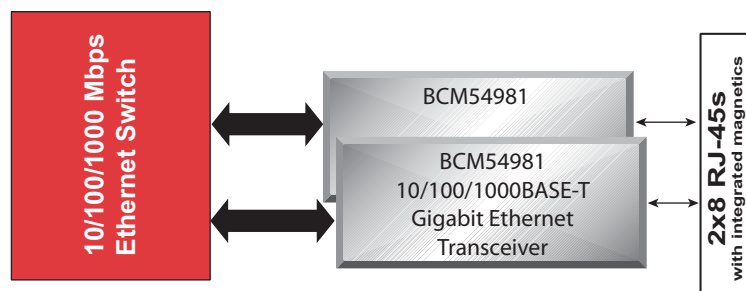 10/100/1000 Mbps
Ethernet Switch
BCM54981
BCM54981
10/100/1000BASE-T
Gigabit Ethernet
Transceiver
2x8 RJ-45s
with integrated magnetics